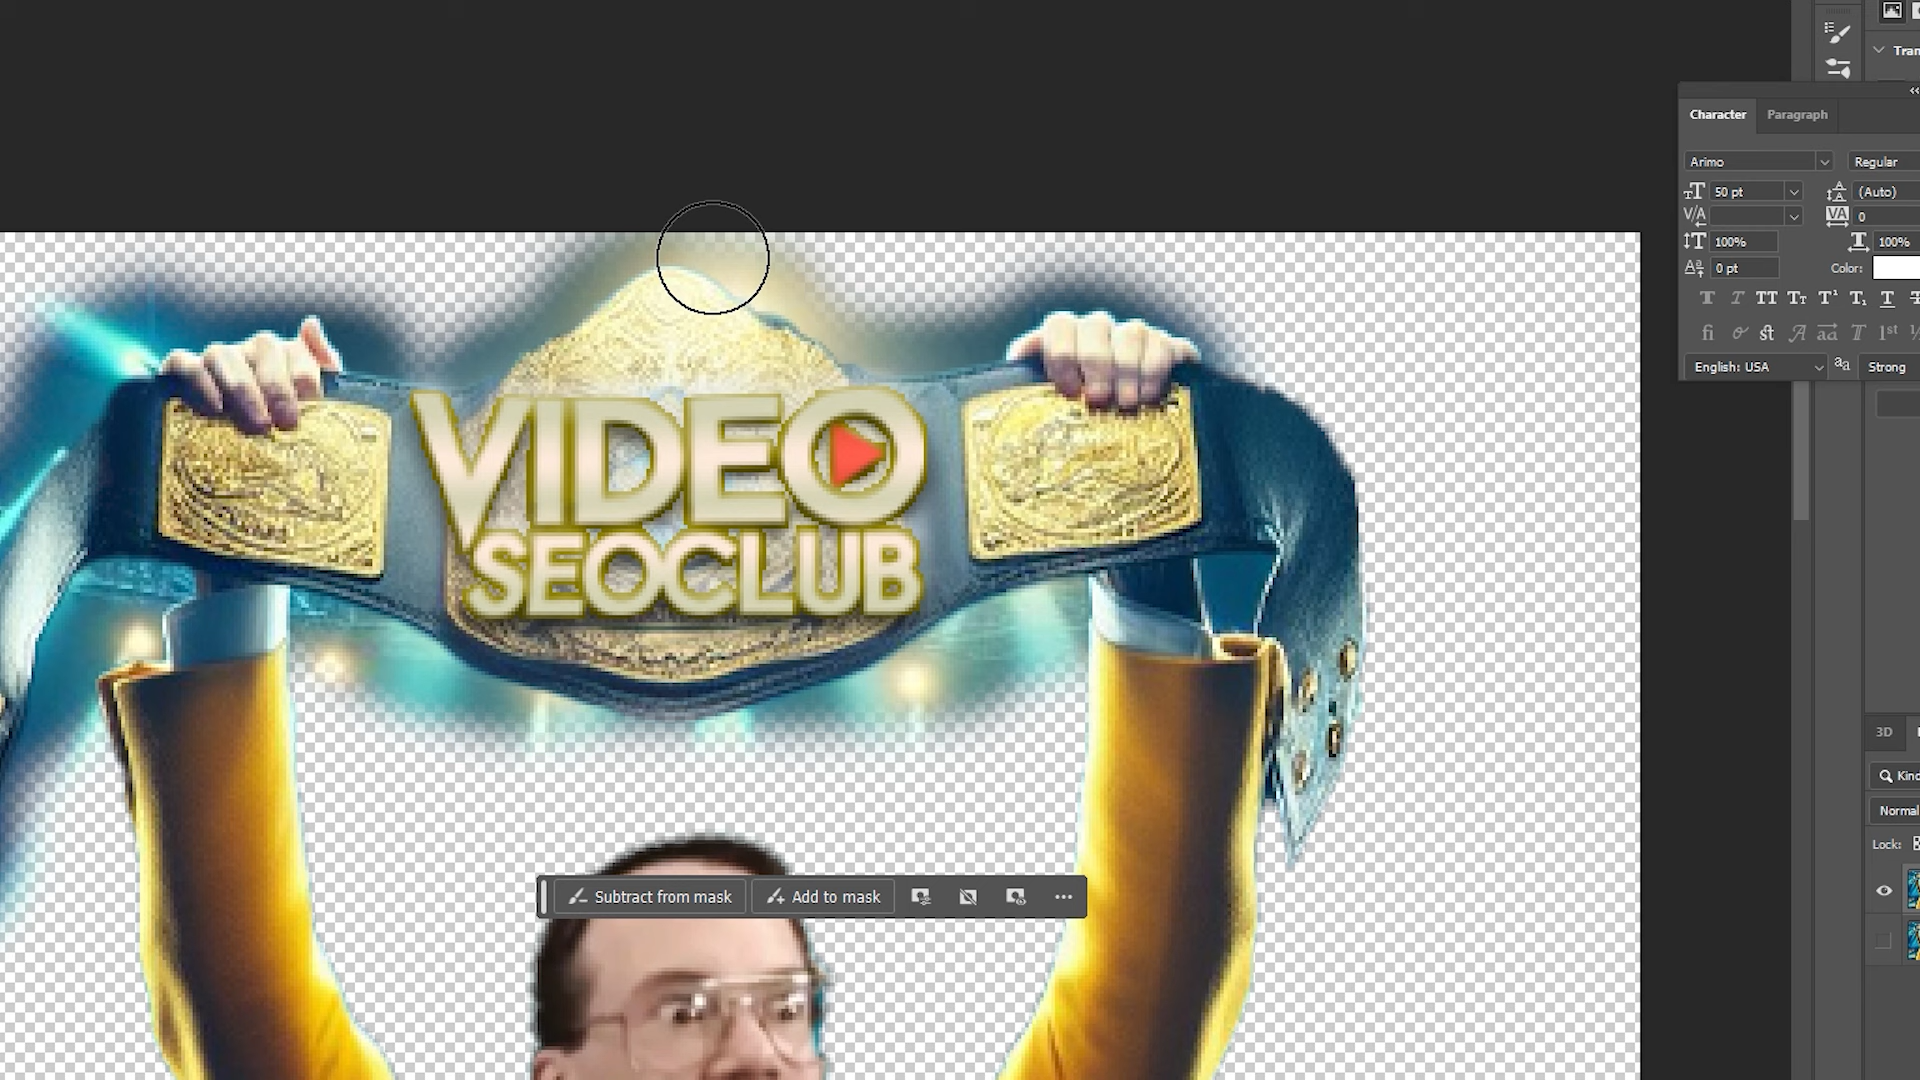 Tran
Character Paragraph
Arimo Regular
50 pt (Auto)
0
100% 100%
0 pt Color:
English: USA Strong
VIDEO
SEOCLUB
3D
Kind
Normal
Lock:
Subtract from mask Add to mask